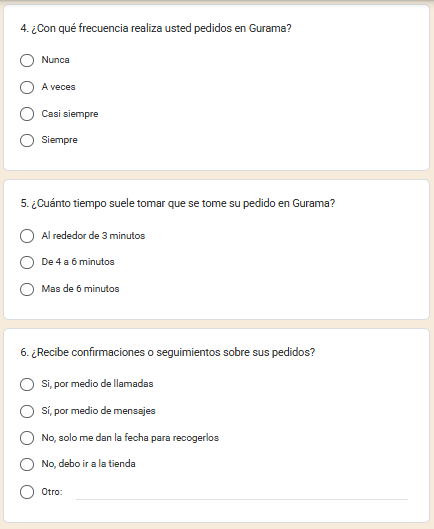 4. ¿Con qué frecuencia realiza usted pedidos en Gurama?
Nunca
A veces
Casi siempre
Siempre
5. ¿Cuánto tiempo suele tomar que se tome su pedido en Gurama?
Al rededor de 3 minutos
De 4 a 6 minutos
Mas de 6 minutos
6. ¿Recibe confirmaciones o seguimientos sobre sus pedidos?
Si, por medio de llamadas
Sí, por medio de mensajes
No, solo me dan la fecha para recogerlos
No, debo ir a la tienda
Otro: